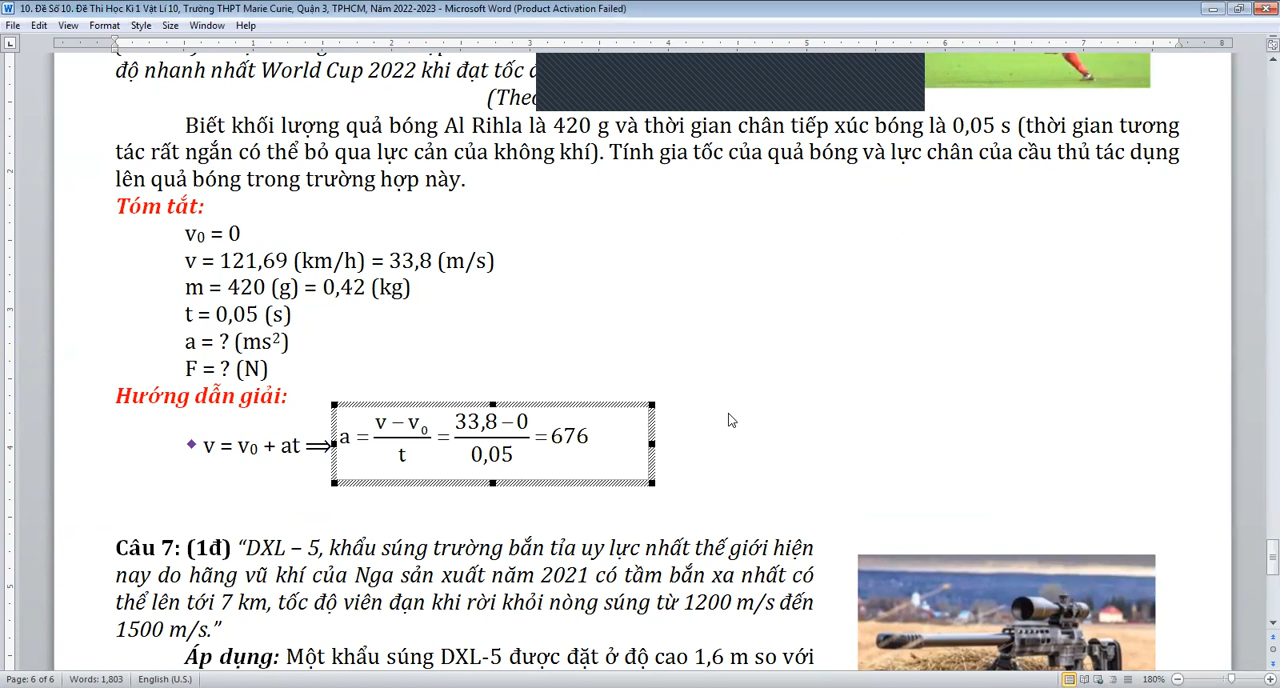 10. Đề Số 10. Đề Thi Học Kì 1 Vật Lí 10, Trường THPT Marie Curie, Quận 3, TPHCM, Năm 2022-2023 - Microsoft Word (Product Activation Failed)
File Edit View Format Style Size Window Help
1 2 3 4 5 6 7 8
độ nhanh nhất World Cup 2022 khi đạt tốc
(Theo
Biết khối lượng quả bóng Al Rihla là 420 g và thời gian chân tiếp xúc bóng là 0,05 s (thời gian tương
tác rất ngắn có thể bỏ qua lực cản của không khí). Tính gia tốc của quả bóng và lực chân của cầu thủ tác dụng
lên quả bóng trong trường hợp này.
Tóm tắt:
v₀ = 0
v = 121,69 (km/h) = 33,8 (m/s)
m = 420 (g) = 0,42 (kg)
t = 0,05 (s)
a = ? (ms²)
F = ? (N)
Hướng dẫn giải:
v = v₀ + at ⟹ a = (v − v₀)/t = (33,8 − 0)/0,05 = 676
Câu 7: (1đ) “DXL – 5, khẩu súng trường bắn tỉa uy lực nhất thế giới hiện
nay do hãng vũ khí của Nga sản xuất năm 2021 có tầm bắn xa nhất có
thể lên tới 7 km, tốc độ viên đạn khi rời khỏi nòng súng từ 1200 m/s đến
1500 m/s.”
Áp dụng: Một khẩu súng DXL-5 được đặt ở độ cao 1,6 m so với
Page: 6 of 6 Words: 1,803 English (U.S.) 180%